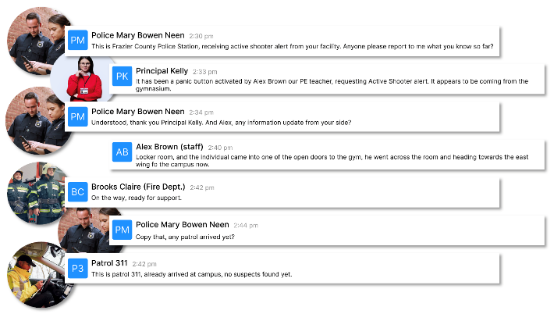 PM
Police Mary Bowen Neen 2:30 pm
This is Frazier County Police Station, receiving active shooter alert from your facility. Anyone please report to me what you know so far?
PK
Principal Kelly 2:33 pm
It has been a panic button activated by Alex Brown our PE teacher, requesting Active Shooter alert. It appears to be coming from the
gymnasium.
PM
Police Mary Bowen Neen 2:34 pm
Understood, thank you Principal Kelly. And Alex, any information update from your side?
AB
Alex Brown (staff) 2:40 pm
Locker room, and the individual came into one of the open doors to the gym, he went across the room and heading towards the east
wing fo the campus now.
BC
Brooks Claire (Fire Dept.) 2:42 pm
On the way, ready for support.
PM
Police Mary Bowen Neen 2:44 pm
Copy that, any patrol arrived yet?
P3
Patrol 311 2:42 pm
This is patrol 311, already arrived at campus, no suspects found yet.